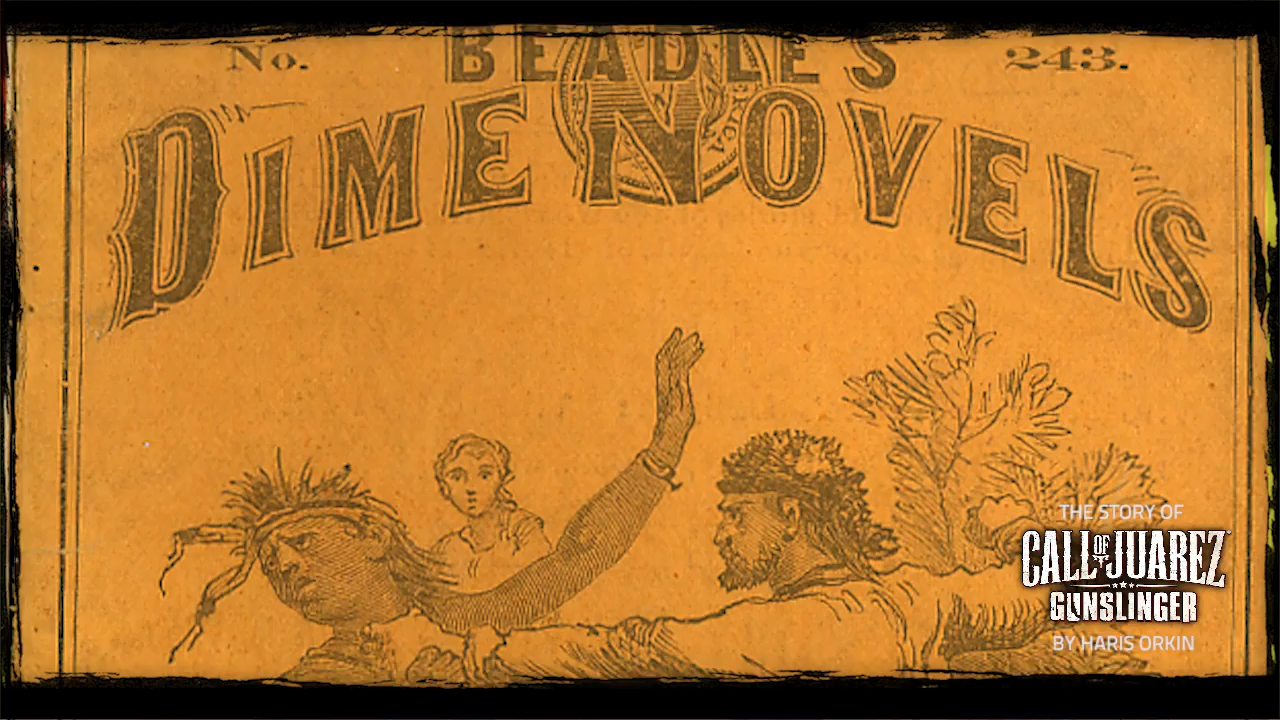 No. BEADLE'S 243.
DIME NOVELS
THE STORY OF
CALL OF JUAREZ
GUNSLINGER
BY HARIS ORKIN